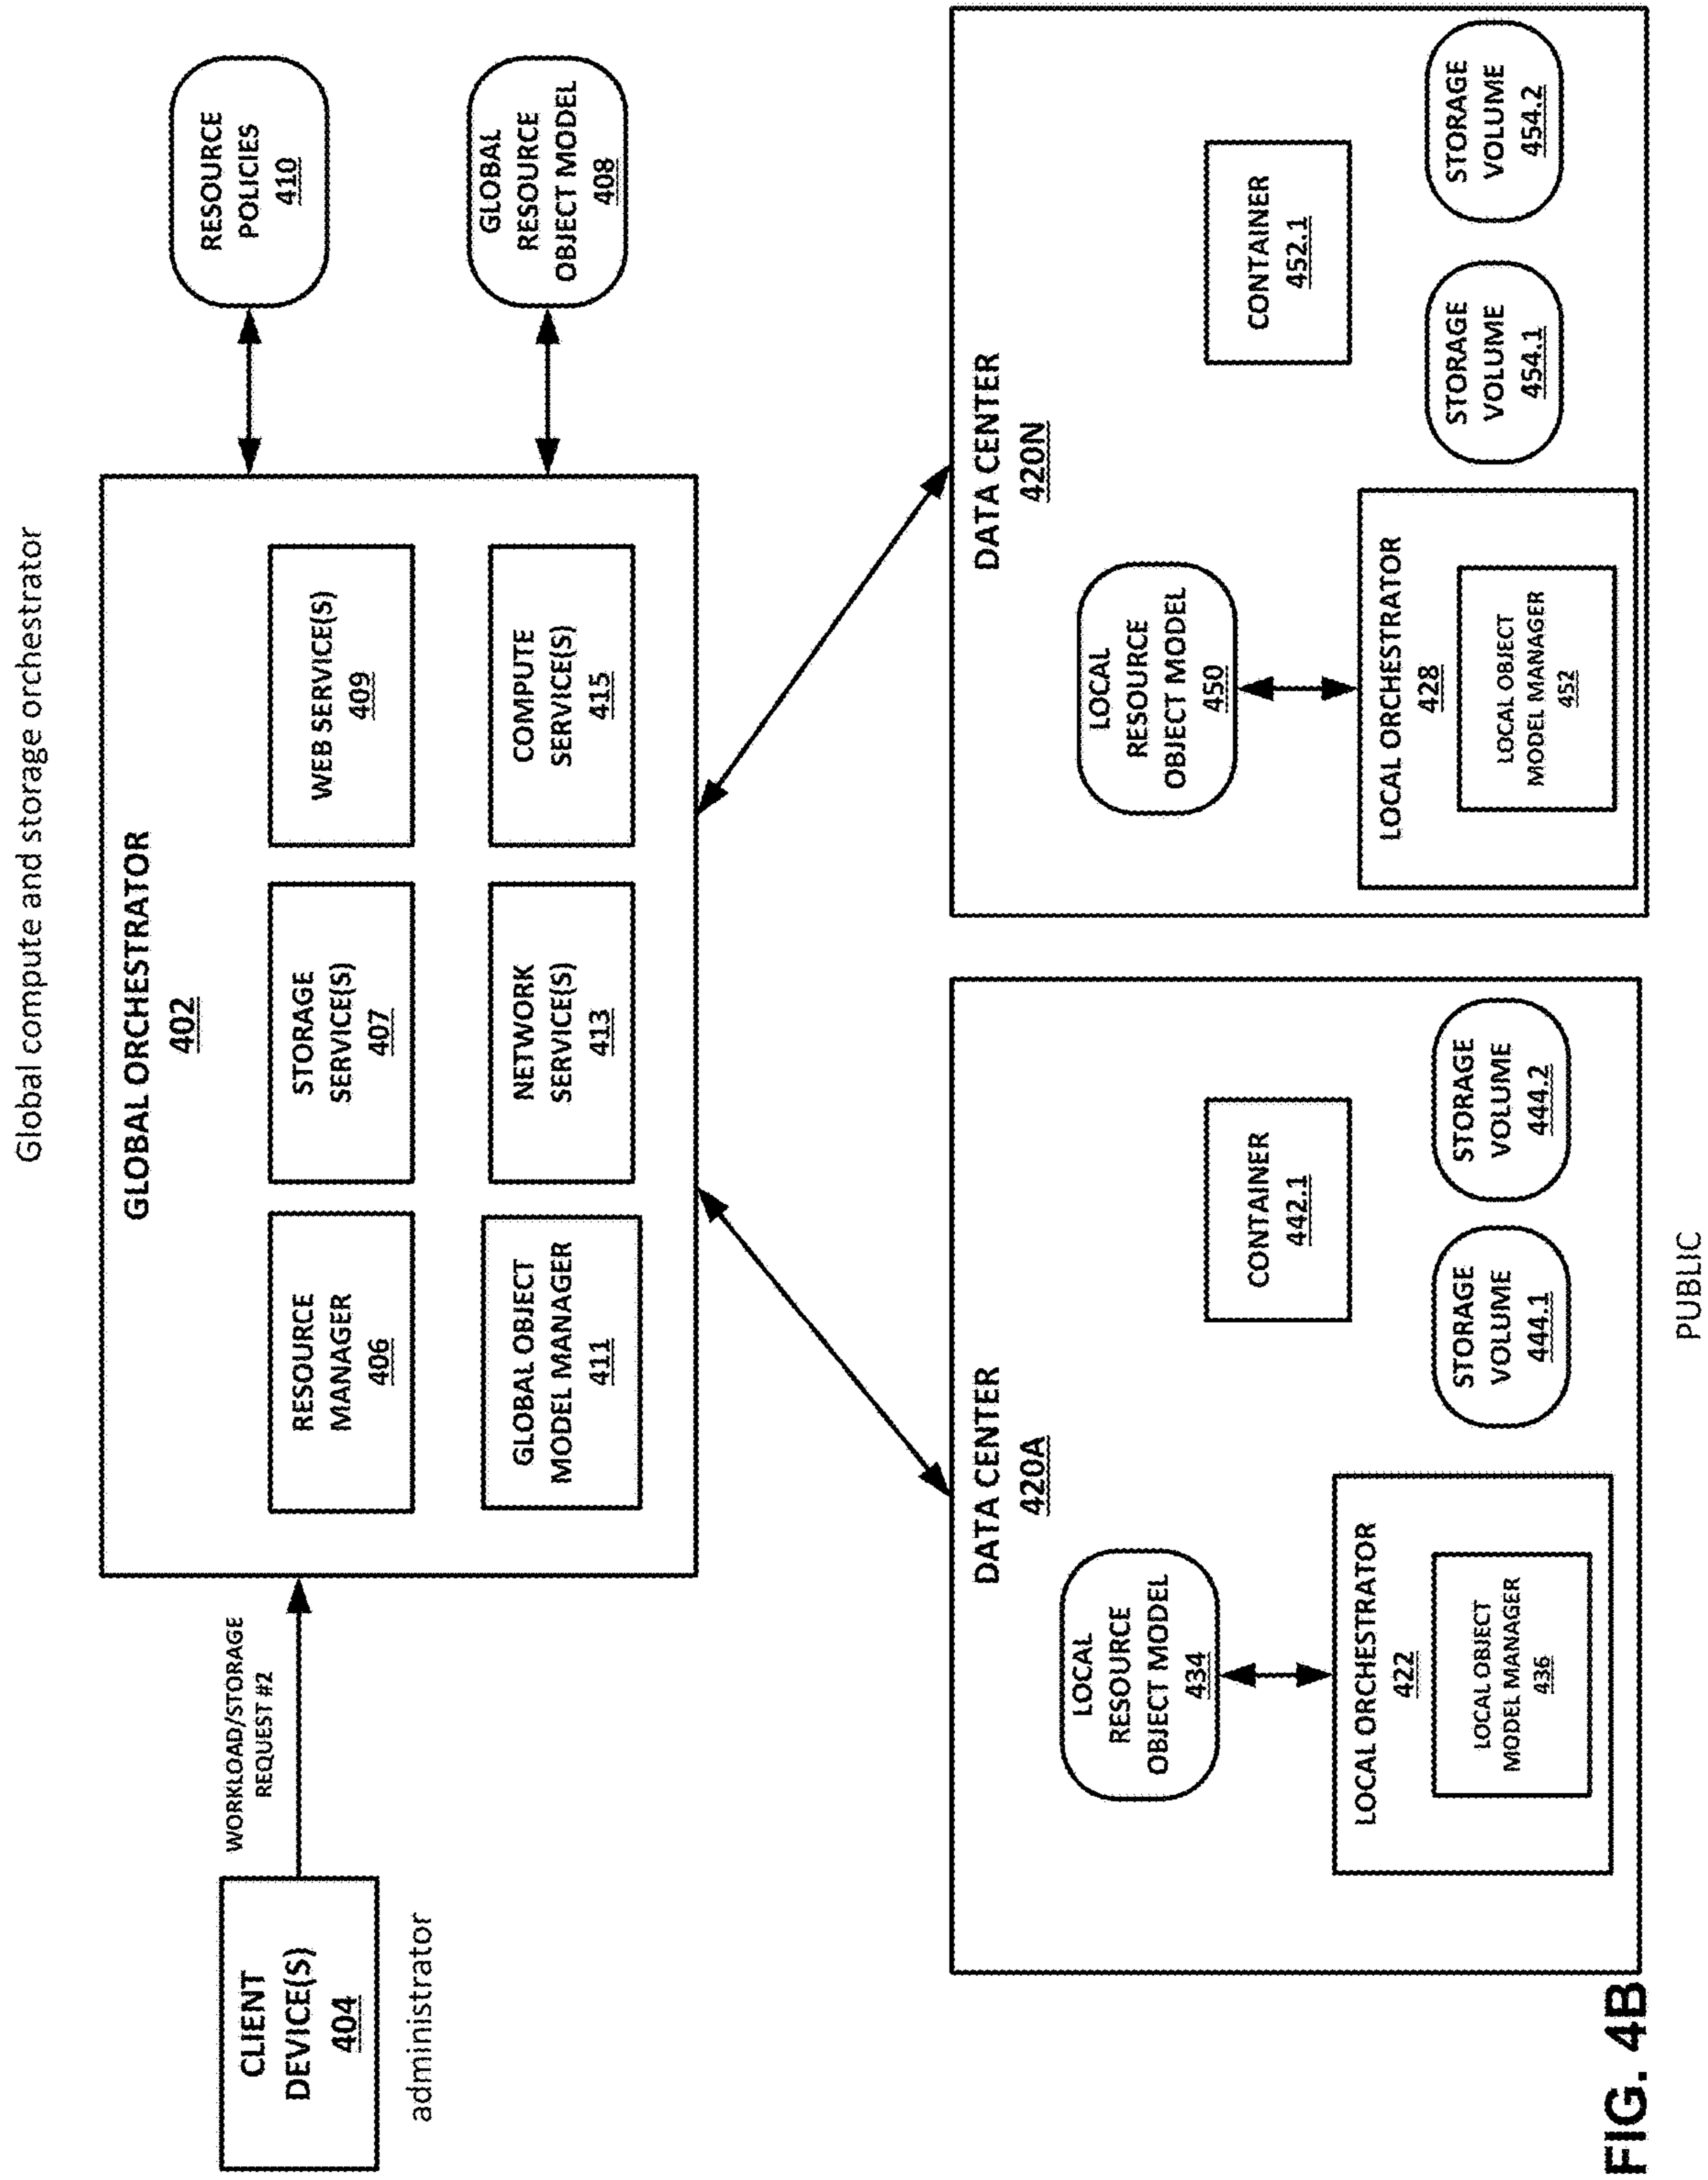 Global compute and storage orchestrator
CLIENT
DEVICE(S)
404
administrator
WORKLOAD/STORAGE
REQUEST #2
GLOBAL ORCHESTRATOR
402
RESOURCE
MANAGER
406
STORAGE
SERVICE(S)
407
WEB SERVICE(S)
409
GLOBAL OBJECT
MODEL MANAGER
411
NETWORK
SERVICE(S)
413
COMPUTE
SERVICE(S)
415
RESOURCE
POLICIES
410
GLOBAL
RESOURCE
OBJECT MODEL
408
DATA CENTER
420A
LOCAL
RESOURCE
OBJECT MODEL
434
LOCAL ORCHESTRATOR
422
LOCAL OBJECT
MODEL MANAGER
436
CONTAINER
442.1
STORAGE
VOLUME
444.1
STORAGE
VOLUME
444.2
DATA CENTER
420N
LOCAL
RESOURCE
OBJECT MODEL
450
LOCAL ORCHESTRATOR
428
LOCAL OBJECT
MODEL MANAGER
452
CONTAINER
452.1
STORAGE
VOLUME
454.1
STORAGE
VOLUME
454.2
PUBLIC
FIG. 4B